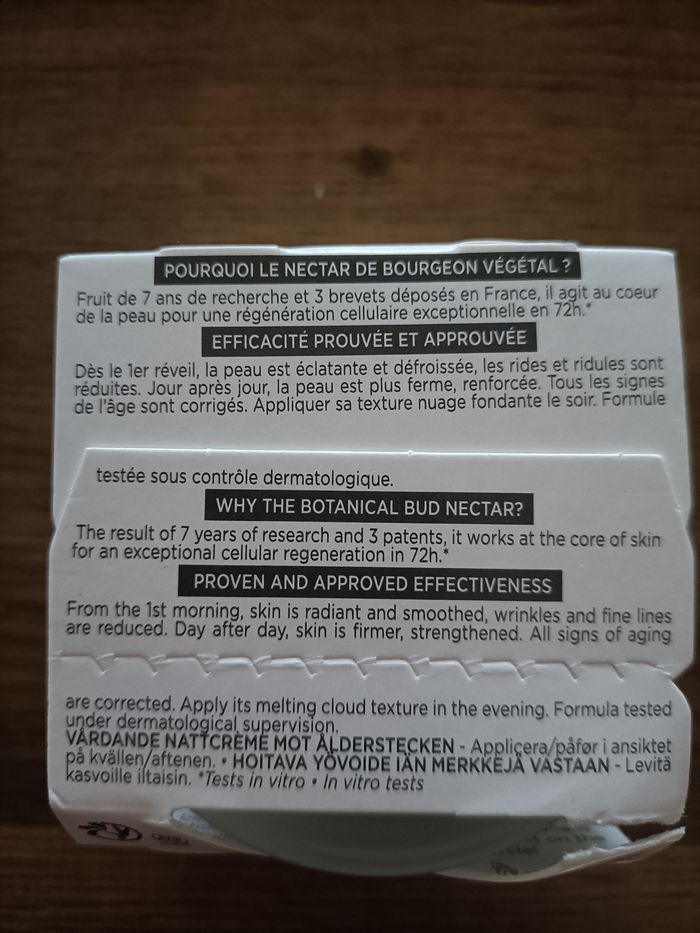 POURQUOI LE NECTAR DE BOURGEON VÉGÉTAL ?
Fruit de 7 ans de recherche et 3 brevets déposés en France, il agit au coeur
de la peau pour une régénération cellulaire exceptionnelle en 72h.*
EFFICACITÉ PROUVÉE ET APPROUVÉE
Dès le 1er réveil, la peau est éclatante et défroissée, les rides et ridules sont
réduites. Jour après jour, la peau est plus ferme, renforcée. Tous les signes
de l'âge sont corrigés. Appliquer sa texture nuage fondante le soir. Formule
testée sous contrôle dermatologique.
WHY THE BOTANICAL BUD NECTAR?
The result of 7 years of research and 3 patents, it works at the core of skin
for an exceptional cellular regeneration in 72h.*
PROVEN AND APPROVED EFFECTIVENESS
From the 1st morning, skin is radiant and smoothed, wrinkles and fine lines
are reduced. Day after day, skin is firmer, strengthened. All signs of aging
are corrected. Apply its melting cloud texture in the evening. Formula tested
under dermatological supervision.
VÅRDANDE NATTCRÈME MOT ÅLDERSTECKEN - Applicera/påfør i ansiktet
på kvällen/aftenen. • HOITAVA YÖVOIDE IÄN MERKKEJÄ VASTAAN - Levitä
kasvoille iltaisin. *Tests in vitro • In vitro tests